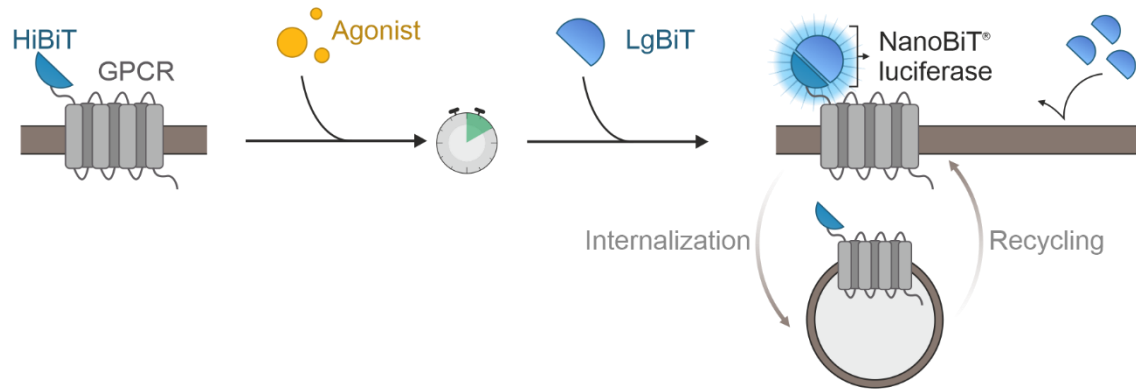 HiBiT
GPCR
Agonist
LgBiT
NanoBiT®
luciferase
Internalization
Recycling